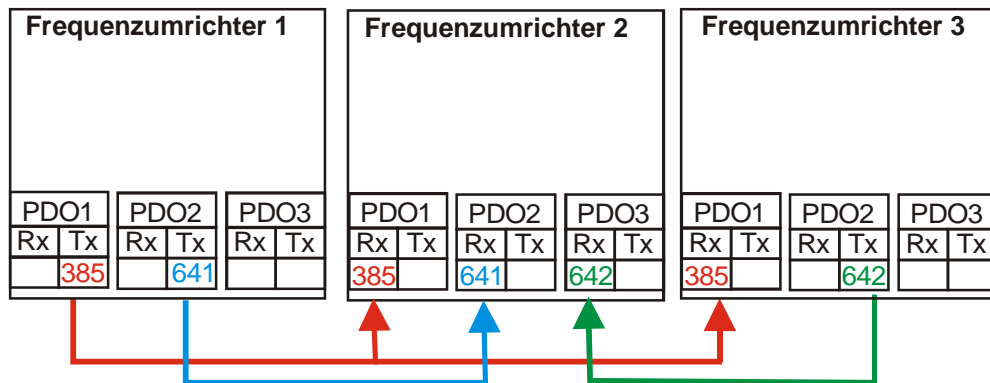 Frequenzumrichter 1 Frequenzumrichter 2 Frequenzumrichter 3
PDO1 PDO2 PDO3 PDO1 PDO2 PDO3 PDO1 PDO2 PDO3
Rx Tx Rx Tx Rx Tx Rx Tx Rx Tx Rx Tx Rx Tx Rx Tx Rx Tx
385 641 385 641 642 385 642